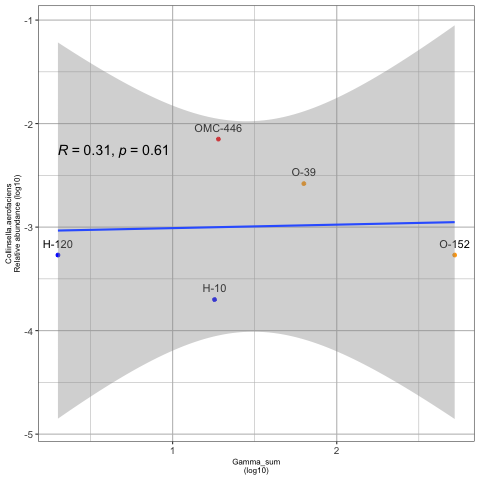 -1
-2
-3
-4
-5
Collinsella.aerofaciens
Relative abundance (log10)
OMC-446
R = 0.31, p = 0.61
O-39
H-120
O-152
H-10
1
2
Gamma_sum
(log10)